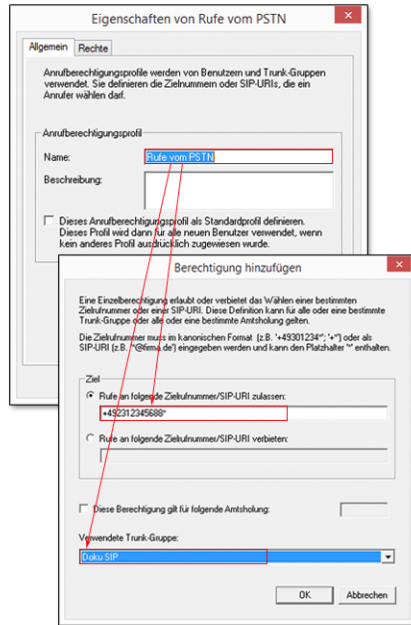 Eigenschaften von Rufe vom PSTN
Allgemein Rechte
Anrufberechtigungsprofile werden von Benutzern und Trunk-Gruppen
verwendet. Sie definieren die Zielnummern oder SIP-URIs, die ein
Anrufer wählen darf.
Anrufberechtigungsprofil
Name: Rufe vom PSTN
Beschreibung:
Dieses Anrufberechtigungsprofil als Standardprofil definieren.
Dieses Profil wird dann für alle neuen Benutzer verwendet, wenn
kein anderes Profil ausdrücklich zugewiesen wurde.
Berechtigung hinzufügen
Eine Einzelberechtigung erlaubt oder verbietet das Wählen einer bestimmten
Zielrufnummer oder einer SIP-URI. Diese Definition kann für alle oder eine bestimmte
Trunk-Gruppe oder alle oder eine bestimmte Amtsholung gelten.
Die Zielrufnummer muss im kanonischen Format (z.B. '+49301234*'; '+*') oder als
SIP-URI (z.B. '*@firma.de') eingegeben werden und kann den Platzhalter '*' enthalten.
Ziel
Rufe an folgende Zielrufnummer/SIP-URI zulassen:
+492312345688*
Rufe an folgende Zielrufnummer/SIP-URI verbieten:
Diese Berechtigung gilt für folgende Amtsholung:
Verwendete Trunk-Gruppe:
Doku SIP
OK Abbrechen